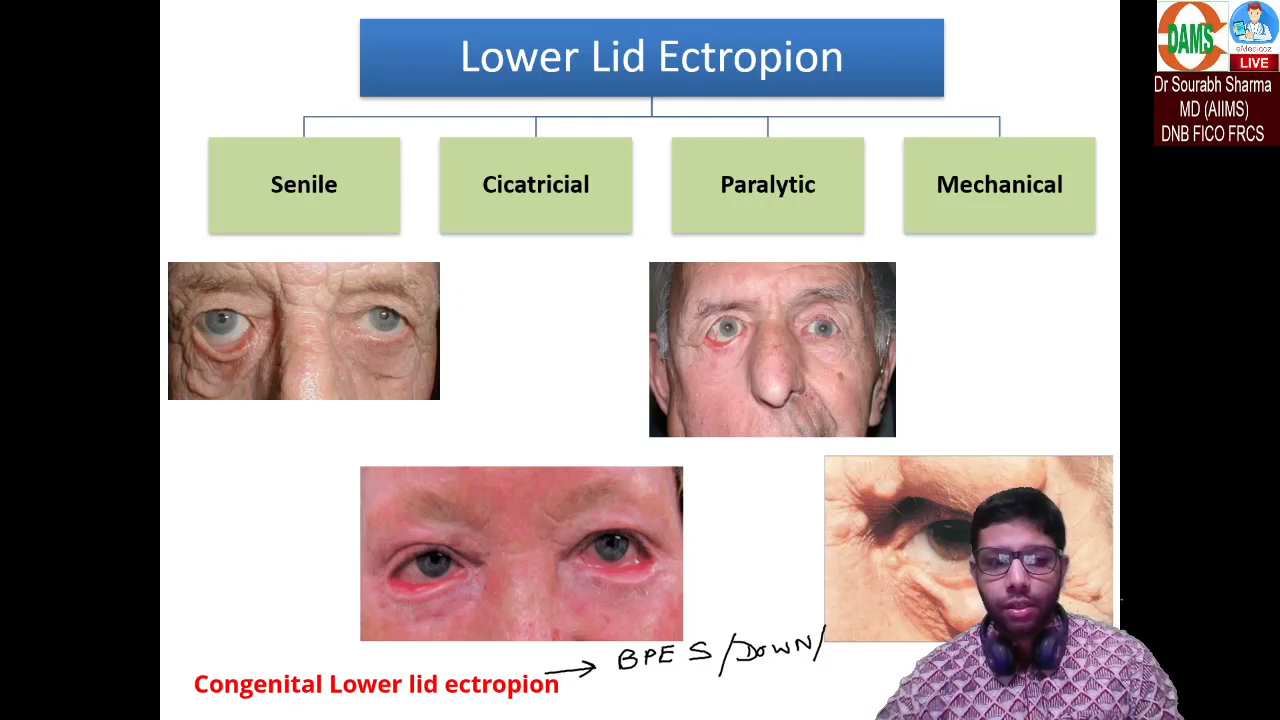 Lower Lid Ectropion
DAMS
eMedicoz
LIVE
Dr Sourabh Sharma
MD (AIIMS)
DNB FICO FRCS
Senile
Cicatricial
Paralytic
Mechanical
BPES/DOWN/
Congenital Lower lid ectropion